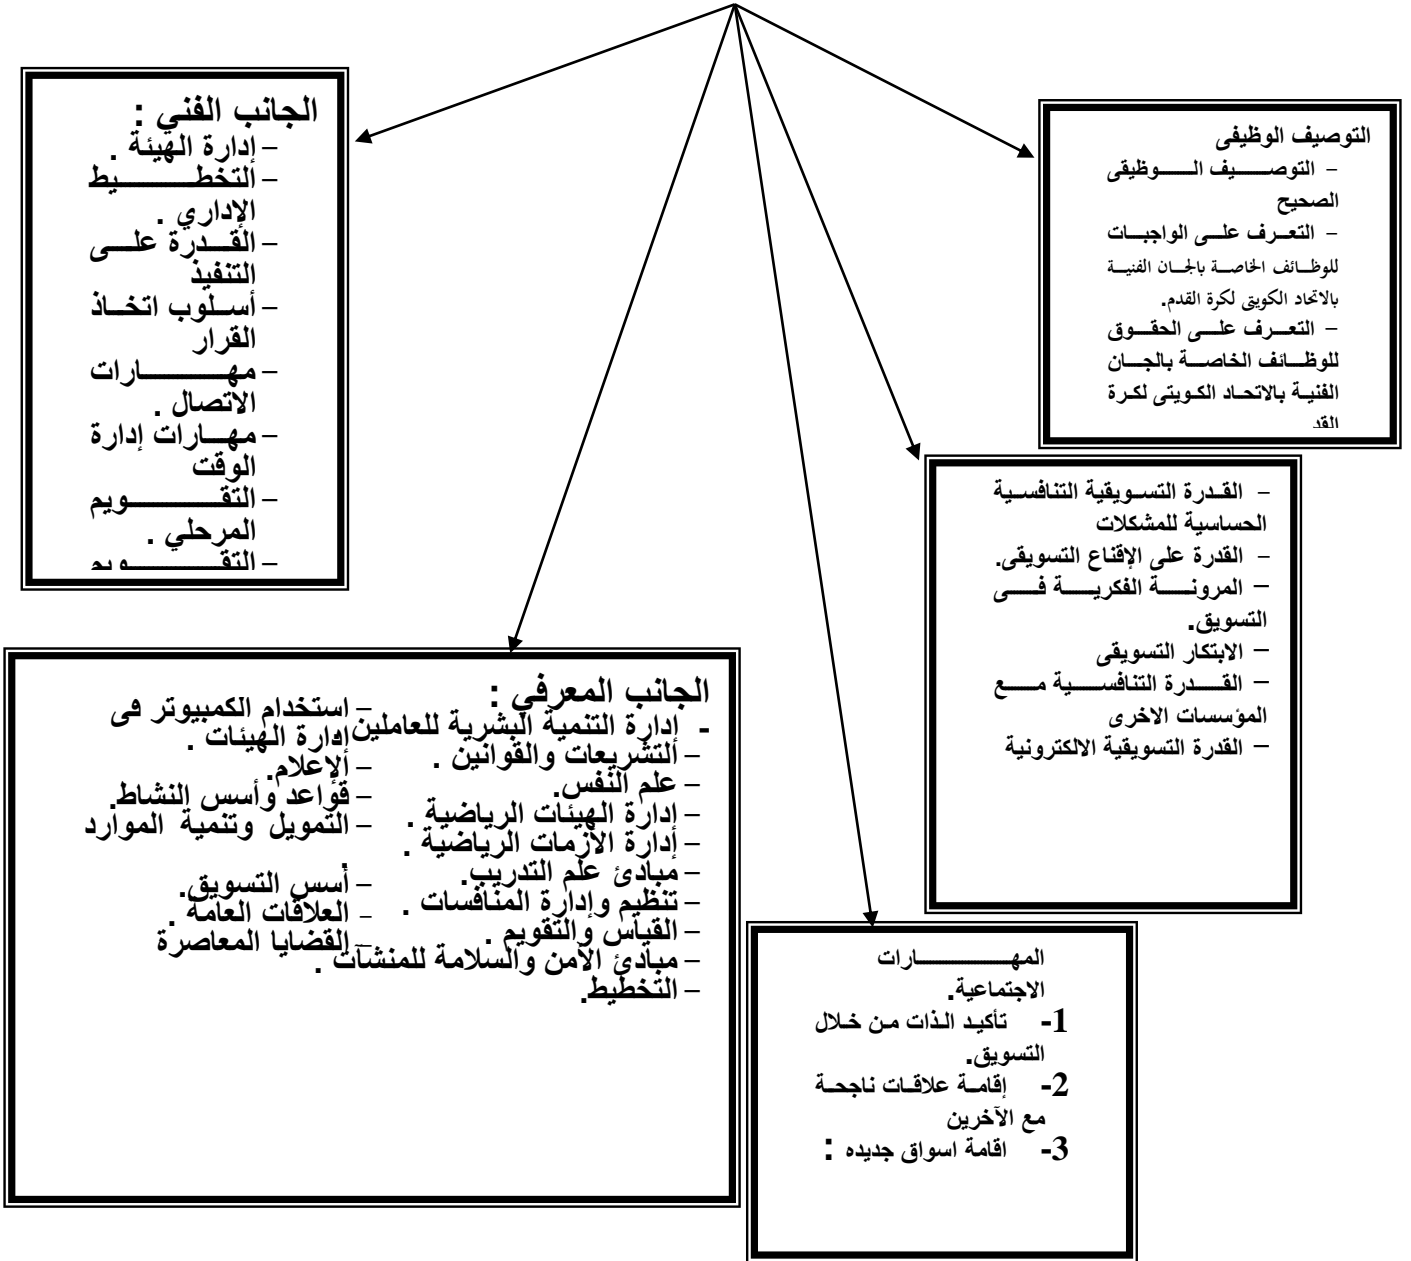 التوصيف الوظيفى
– التوصيف الوظيقى
الصحيح
– التعرف على الواجبات
للوظائف الخاصة بالجان الفنية
بالاتحاد الكويتى لكرة القدم.
– التعرف على الحقوق
للوظائف الخاصة بالجان
الفنية بالاتحاد الكويتى لكرة
القد
الجانب الفني :
– إدارة الهيئة .
– التخطيط
الإداري .
– القدرة على
التنفيذ
– أسلوب اتخاذ
القرار
– مهارات
الاتصال .
– مهارات إدارة
الوقت
– التقويم
المرحلي .
– التقويم
– القدرة التسويقية التنافسية
الحساسية للمشكلات
– القدرة على الإقناع التسويقى.
– المرونة الفكرية فى
التسويق.
– الابتكار التسويقى
– القدرة التنافسية مع
المؤسسات الاخرى
– القدرة التسويقية الالكترونية
الجانب المعرفي :
- إدارة التنمية البشرية للعاملين .
– التشريعات والقوانين .
– علم النفس.
– إدارة الهيئات الرياضية .
– إدارة الأزمات الرياضية .
– مبادئ علم التدريب.
– تنظيم وإدارة المنافسات .
– القياس والتقويم .
– مبادئ الأمن والسلامة للمنشآت .
– التخطيط.
– استخدام الكمبيوتر فى
إدارة الهيئات .
– الإعلام.
– قواعد وأسس النشاط.
– التمويل وتنمية الموارد
.
– أسس التسويق.
– العلاقات العامة .
– القضايا المعاصرة
المهارات
الاجتماعية.
1- تأكيد الذات من خلال
التسويق.
2- إقامة علاقات ناجحة
مع الآخرين
3- اقامة اسواق جديده :